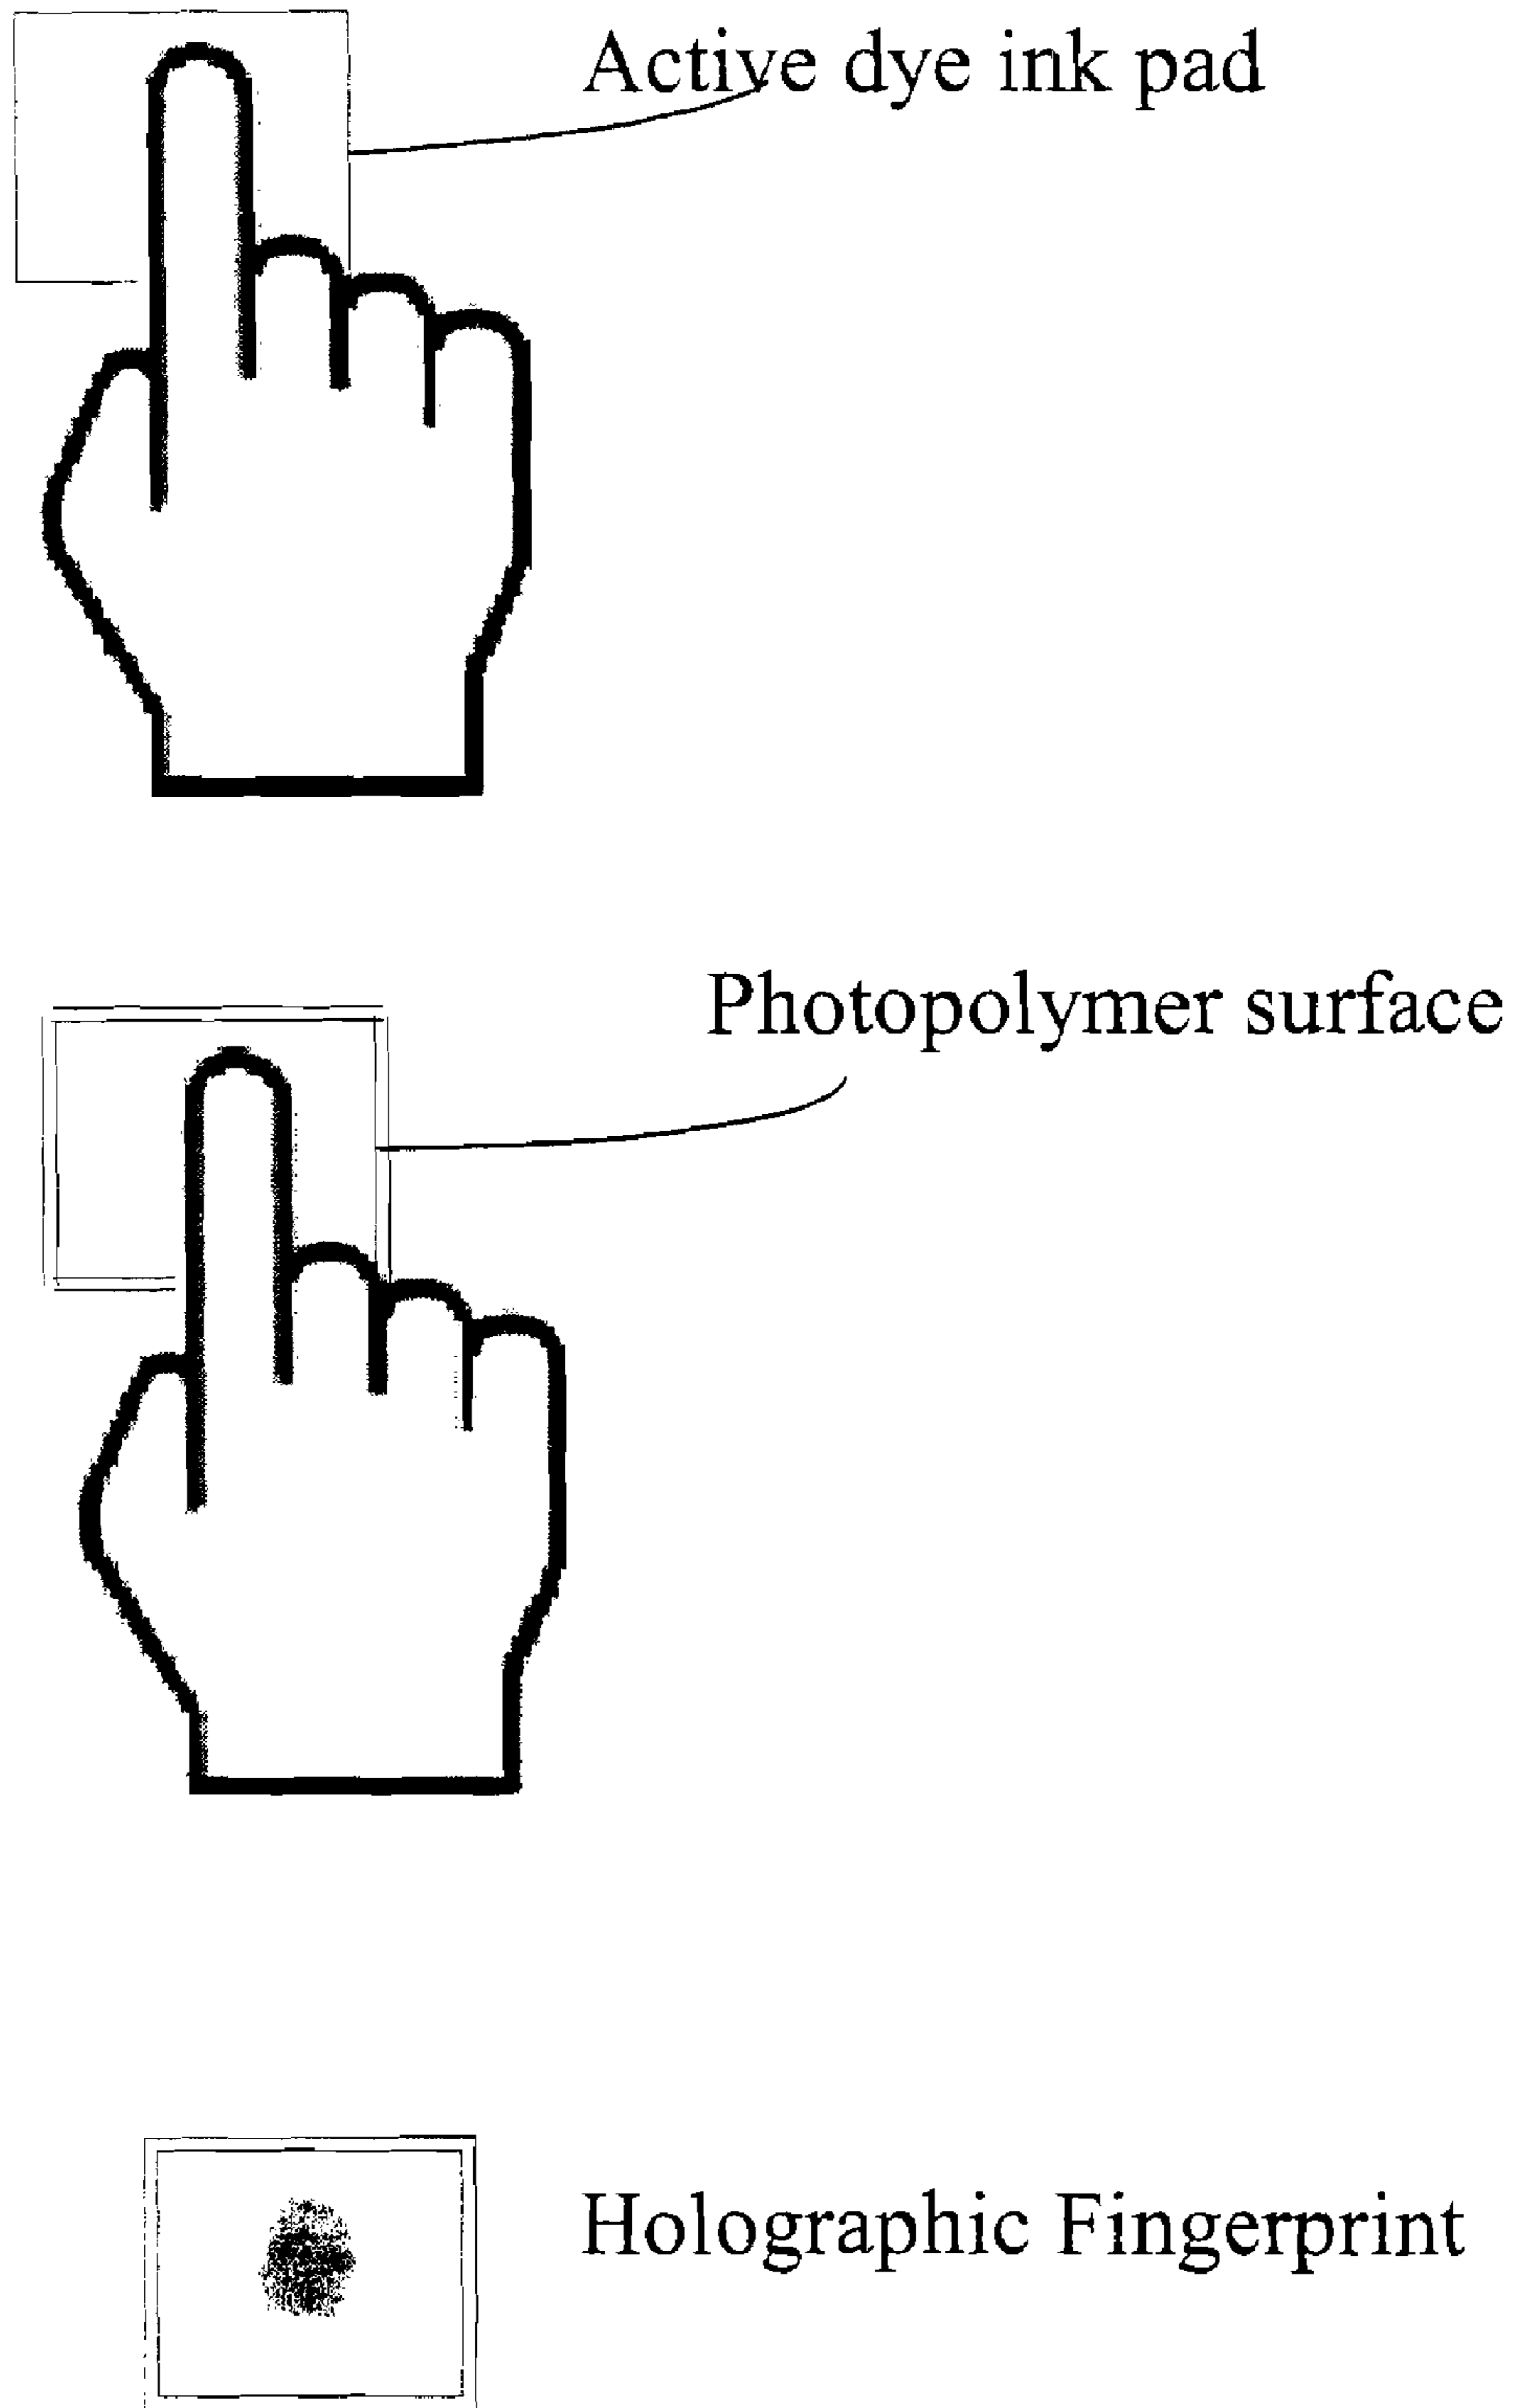 Active dye ink pad
Photopolymer surface
Holographic Fingerprint